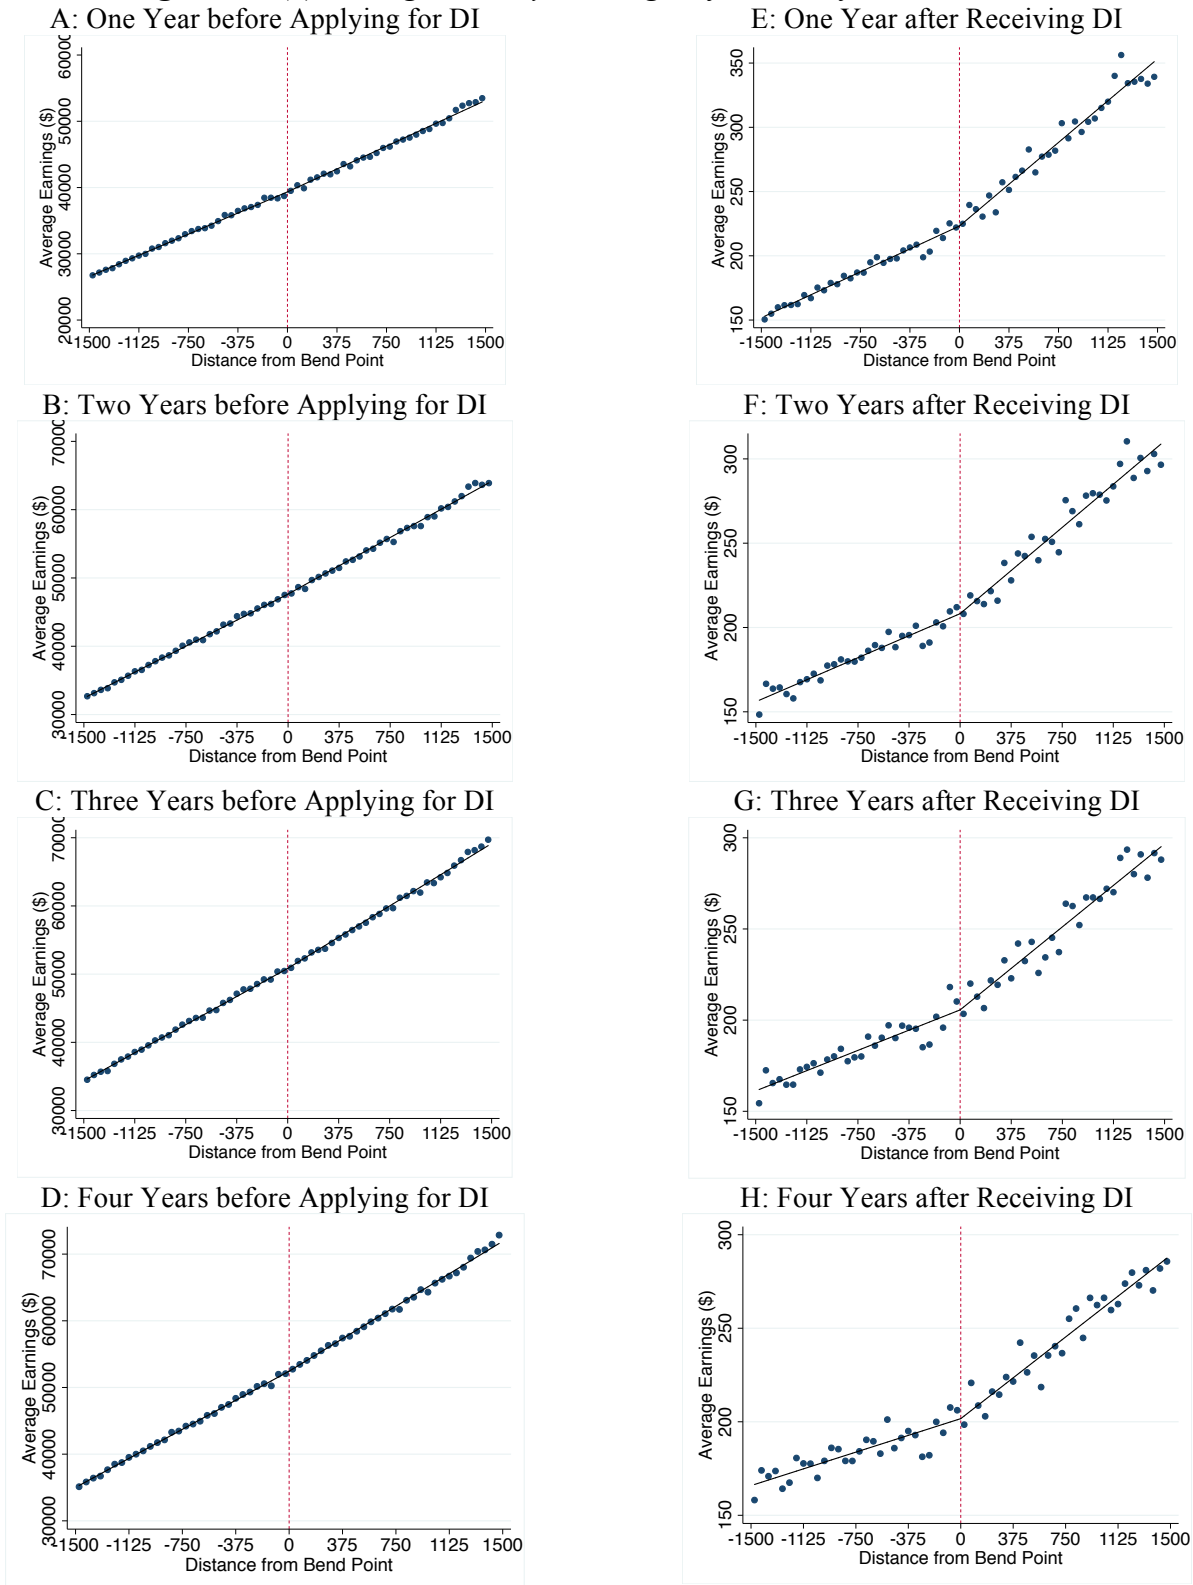 A: One Year before Applying for DI
Average Earnings ($)
60000
50000
40000
30000
20000
-1500 -1125 -750 -375 0 375 750 1125 1500
Distance from Bend Point
E: One Year after Receiving DI
Average Earnings ($)
350
300
250
200
150
-1500 -1125 -750 -375 0 375 750 1125 1500
Distance from Bend Point
B: Two Years before Applying for DI
Average Earnings ($)
70000
60000
50000
40000
30000
-1500 -1125 -750 -375 0 375 750 1125 1500
Distance from Bend Point
F: Two Years after Receiving DI
Average Earnings ($)
300
250
200
150
-1500 -1125 -750 -375 0 375 750 1125 1500
Distance from Bend Point
C: Three Years before Applying for DI
Average Earnings ($)
70000
60000
50000
40000
30000
-1500 -1125 -750 -375 0 375 750 1125 1500
Distance from Bend Point
G: Three Years after Receiving DI
Average Earnings ($)
300
250
200
150
-1500 -1125 -750 -375 0 375 750 1125 1500
Distance from Bend Point
D: Four Years before Applying for DI
Average Earnings ($)
70000
60000
50000
40000
30000
-1500 -1125 -750 -375 0 375 750 1125 1500
Distance from Bend Point
H: Four Years after Receiving DI
Average Earnings ($)
300
250
200
150
-1500 -1125 -750 -375 0 375 750 1125 1500
Distance from Bend Point